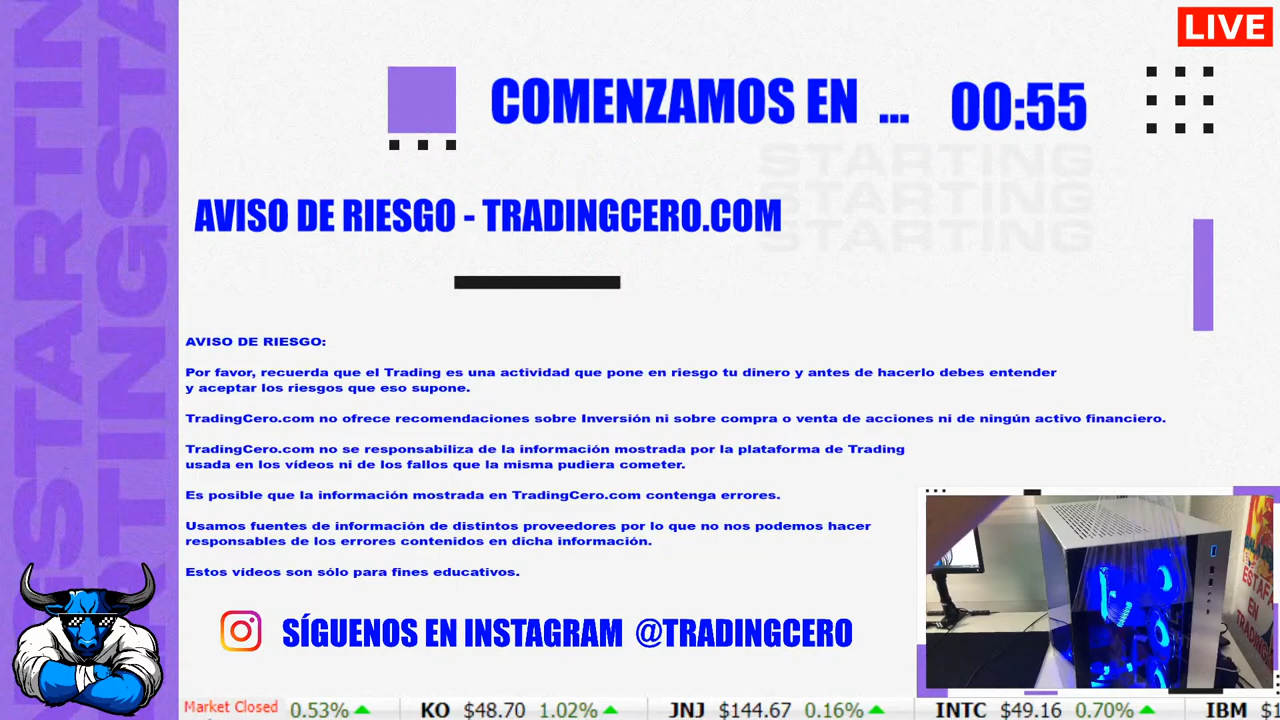 LIVE
COMENZAMOS EN ... 00:55
STARTING
STARTING
STARTING
AVISO DE RIESGO - TRADINGCERO.COM
AVISO DE RIESGO:
Por favor, recuerda que el Trading es una actividad que pone en riesgo tu dinero y antes de hacerlo debes entender
y aceptar los riesgos que eso supone.
TradingCero.com no ofrece recomendaciones sobre Inversión ni sobre compra o venta de acciones ni de ningún activo financiero.
TradingCero.com no se responsabiliza de la información mostrada por la plataforma de Trading
usada en los vídeos ni de los fallos que la misma pudiera cometer.
Es posible que la información mostrada en TradingCero.com contenga errores.
Usamos fuentes de información de distintos proveedores por lo que no nos podemos hacer
responsables de los errores contenidos en dicha información.
Estos vídeos son sólo para fines educativos.
SÍGUENOS EN INSTAGRAM @TRADINGCERO
ESTAFA
EN
Market Closed 0.53% KO $48.70 1.02% JNJ $144.67 0.16% INTC $49.16 0.70% IBM